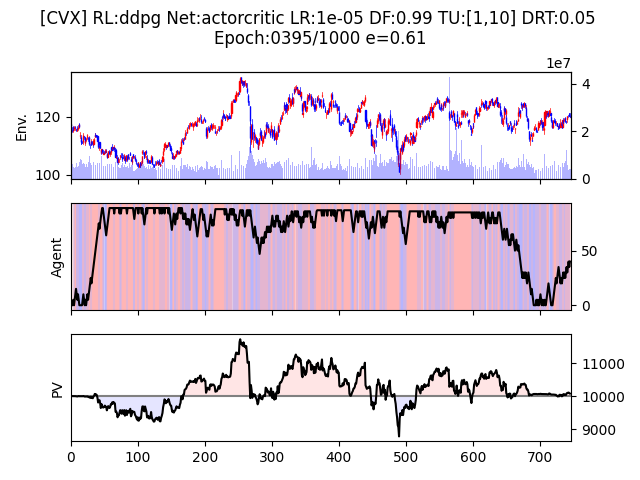 [CVX] RL:ddpg Net:actorcritic LR:1e-05 DF:0.99 TU:[1,10] DRT:0.05
Epoch:0395/1000 e=0.61
1e7
Env.
120
100
4
2
0
Agent
50
0
PV
11000
10000
9000
0 100 200 300 400 500 600 700